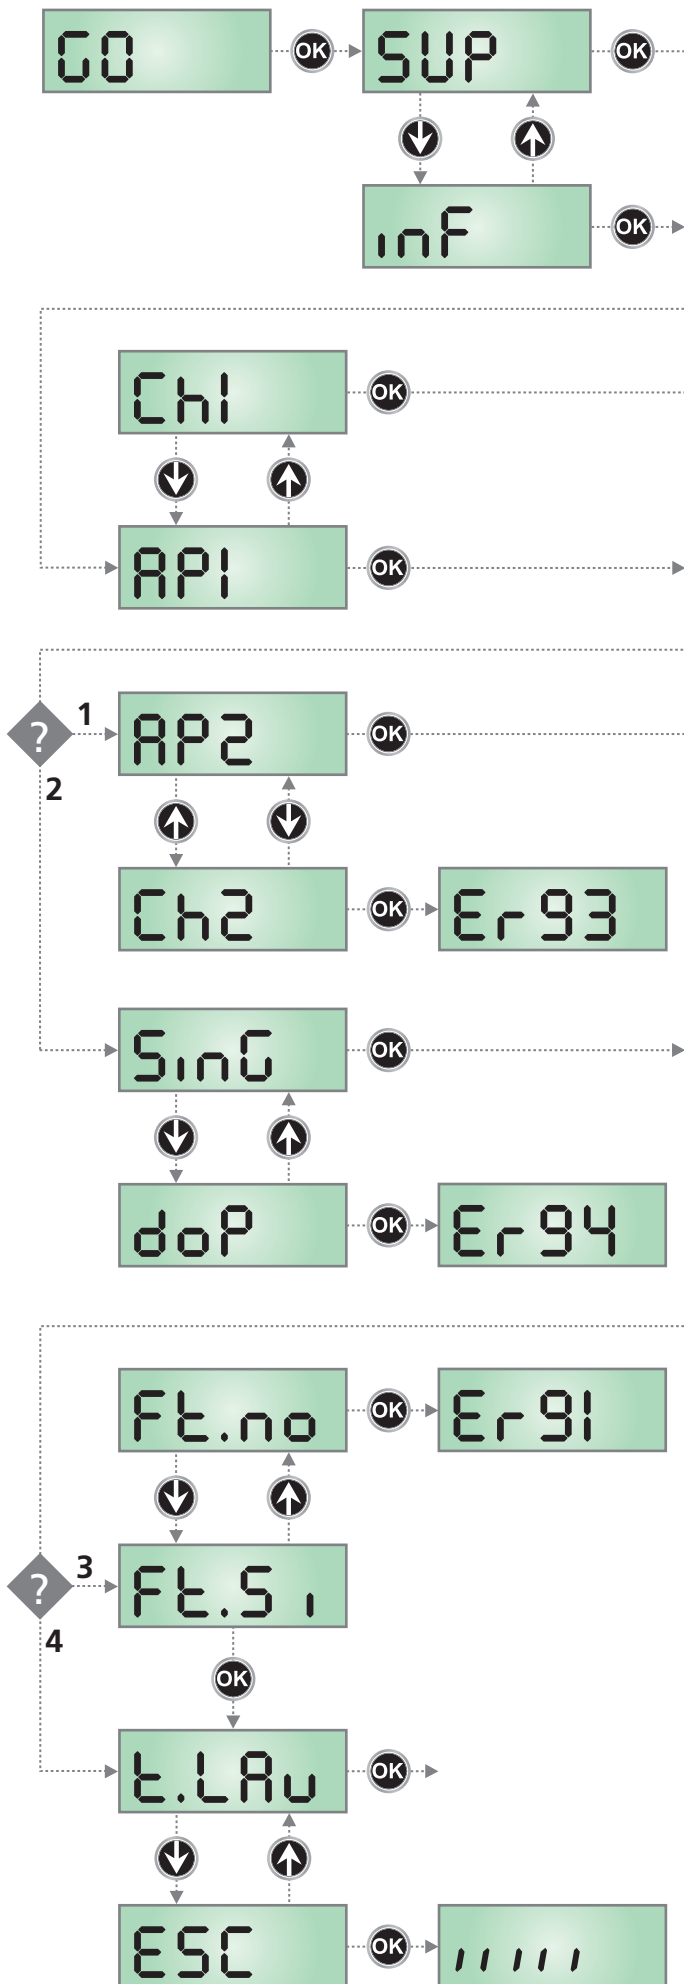 GO OK SUP OK
inF OK
Ch1 OK
AP1 OK
? 1 AP2 OK
2
Ch2 OK Er93
SinG OK
doP OK Er94
Ft.no OK Er91
? 3 Ft.Si
4
OK
t.LAv OK
ESC OK